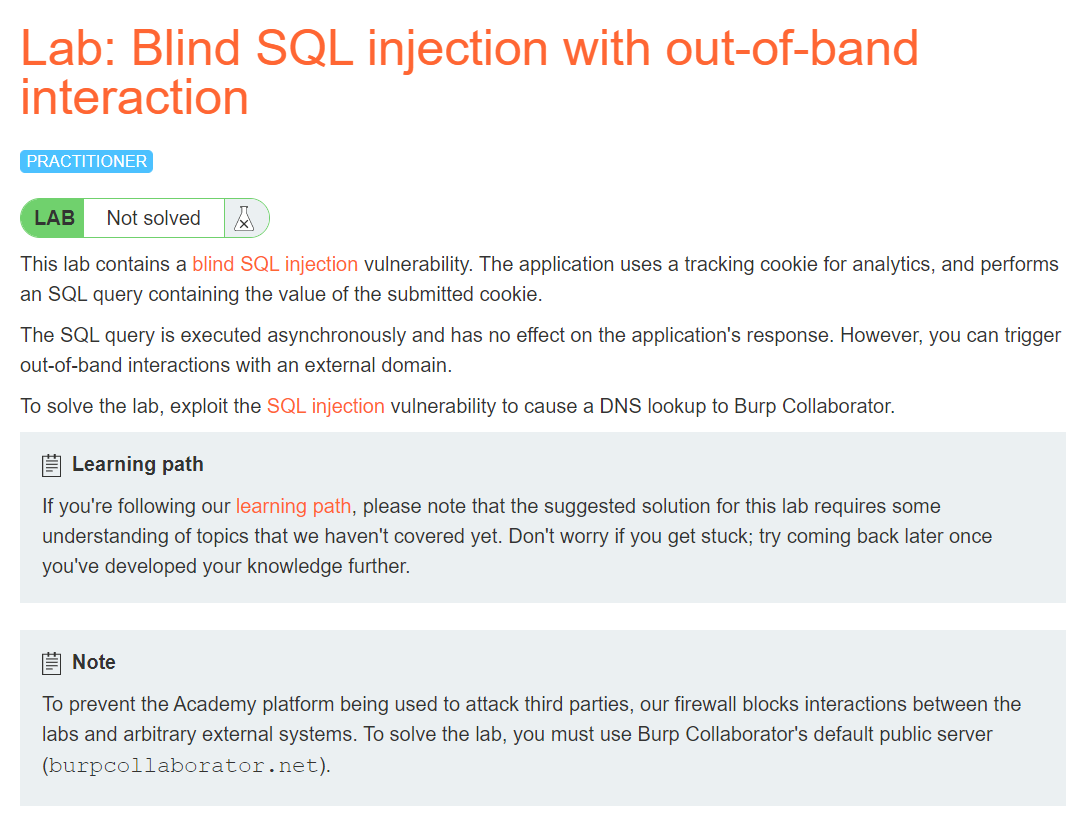 Lab: Blind SQL injection with out-of-band
interaction
PRACTITIONER
LAB Not solved
This lab contains a blind SQL injection vulnerability. The application uses a tracking cookie for analytics, and performs
an SQL query containing the value of the submitted cookie.
The SQL query is executed asynchronously and has no effect on the application's response. However, you can trigger
out-of-band interactions with an external domain.
To solve the lab, exploit the SQL injection vulnerability to cause a DNS lookup to Burp Collaborator.
Learning path
If you're following our learning path, please note that the suggested solution for this lab requires some
understanding of topics that we haven't covered yet. Don't worry if you get stuck; try coming back later once
you've developed your knowledge further.
Note
To prevent the Academy platform being used to attack third parties, our firewall blocks interactions between the
labs and arbitrary external systems. To solve the lab, you must use Burp Collaborator's default public server
(burpcollaborator.net).